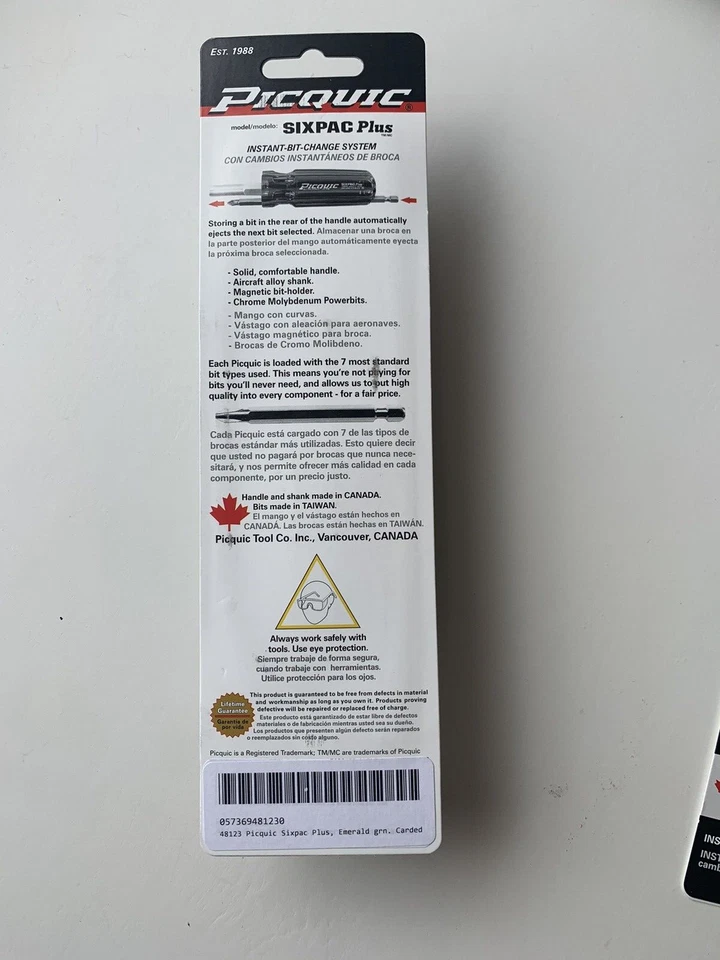 EST. 1988
PICQUIC®
model/modelo: SIXPAC Plus TM/MC
INSTANT-BIT-CHANGE SYSTEM
CON CAMBIOS INSTANTÁNEOS DE BROCA
PICQUIC SIXPAC Plus
Storing a bit in the rear of the handle automatically
ejects the next bit selected. Almacenar una broca en
la parte posterior del mango automáticamente eyecta
la próxima broca seleccionada.
- Solid, comfortable handle.
- Aircraft alloy shank.
- Magnetic bit-holder.
- Chrome Molybdenum Powerbits.
- Mango con curvas.
- Vástago con aleación para aeronaves.
- Vástago magnético para broca.
- Brocas de Cromo Molibdeno.
Each Picquic is loaded with the 7 most standard
bit types used. This means you're not paying for
bits you'll never need, and allows us to put high
quality into every component - for a fair price.
Cada Picquic está cargado con 7 de las tipos de
brocas estándar más utilizadas. Esto quiere decir
que usted no pagará por brocas que nunca nece-
sitará, y nos permite ofrecer más calidad en cada
componente, por un precio justo.
Handle and shank made in CANADA.
Bits made in TAIWAN.
El mango y el vástago están hechos en
CANADÁ. Las brocas están hechas en TAIWÁN.
Picquic Tool Co. Inc., Vancouver, CANADA
Always work safely with
tools. Use eye protection.
Siempre trabaje de forma segura,
cuando trabaje con herramientas.
Utilice protección para los ojos.
Lifetime
Guarantee
Garantía de
por vida
This product is guaranteed to be free from defects in material
and workmanship as long as you own it. Products proving
defective will be repaired or replaced free of charge.
Este producto está garantizado de estar libre de defectos
materiales o de fabricación mientras usted sea su dueño.
Los productos que presenten algún defecto serán reparados
o reemplazados sin costo alguno.
Picquic is a Registered Trademark; TM/MC are trademarks of Picquic
057369481230
48123 Picquic Sixpac Plus, Emerald grn. Carded
INS
INST
camb